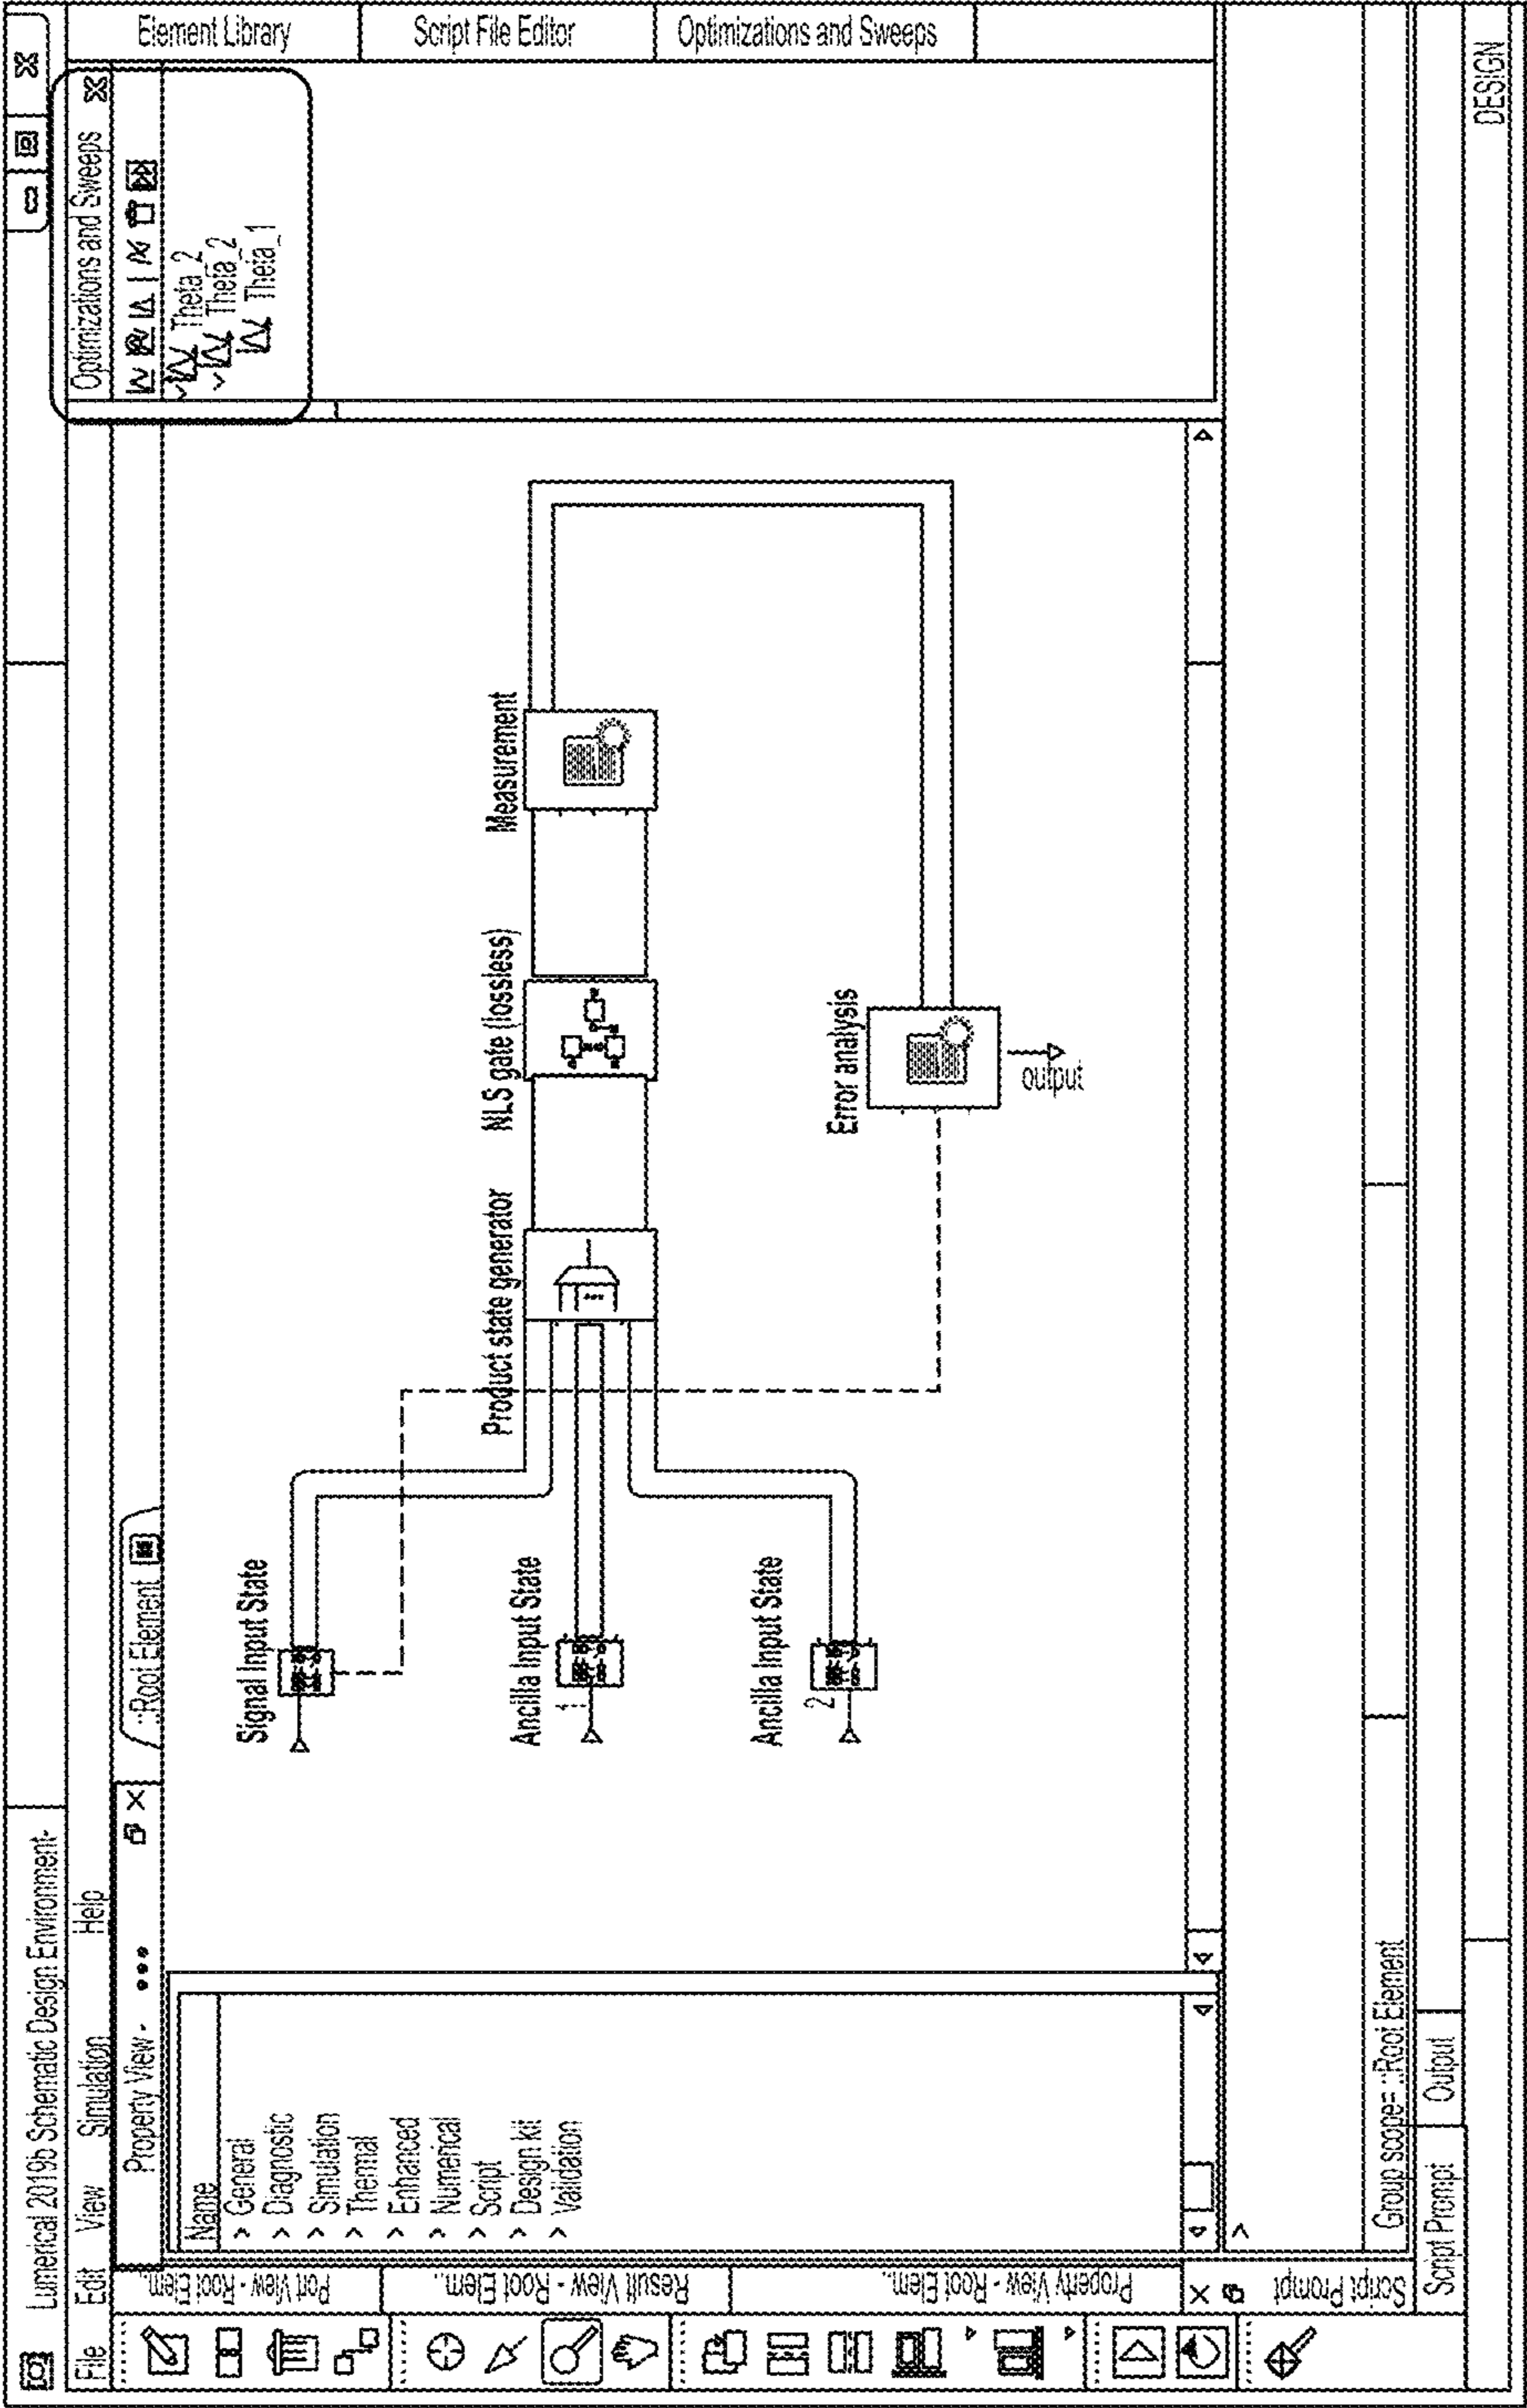 Lumerical 2019b Schematic Design Environment-
File Edit View Simulation Help
Property View -
::Root Element
Optimizations and Sweeps
Theta_2
Theta_2
Theta_1
Element Library
Script File Editor
Optimizations and Sweeps
Port View - Root Elem...
Result View - Root Elem..
Property View - Root Elem..
Name
General
Diagnostic
Simulation
Thermal
Enhanced
Numerical
Script
Design kit
Validation
Signal Input State
Ancilla Input State
1
Ancilla Input State
2
Product state generator
NLS gate (lossless)
Measurement
Error analysis
output
Script Prompt
>
Group scope= ::Root Element
Script Prompt Output
DESIGN